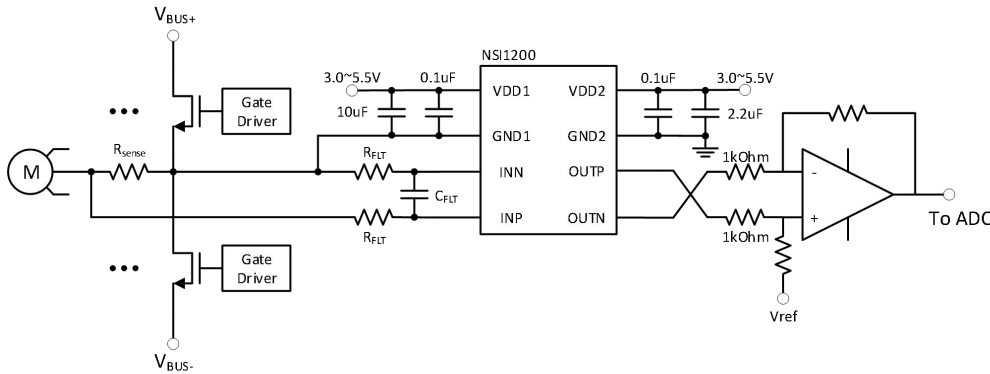 VBUS+
NSI1200
3.0~5.5V
0.1uF
10uF
VDD1
VDD2
0.1uF
3.0~5.5V
2.2uF
Gate
Driver
GND1
GND2
M
Rsense
RFLT
INN
OUTP
1kOhm
-
CFLT
INP
OUTN
+
To ADC
RFLT
1kOhm
Gate
Driver
Vref
VBUS-